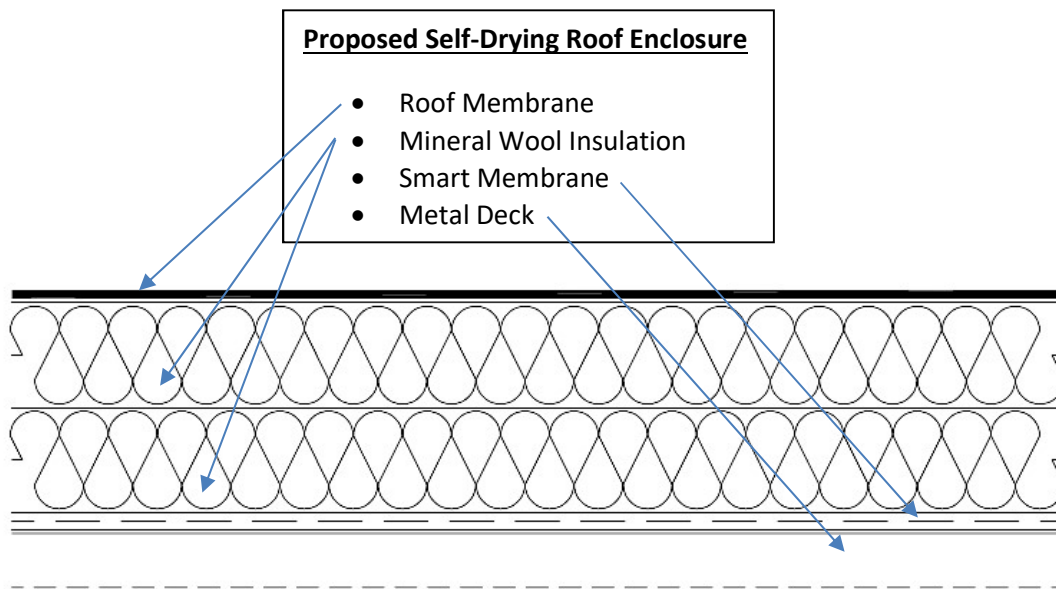 Proposed Self-Drying Roof Enclosure
• Roof Membrane
• Mineral Wool Insulation
• Smart Membrane
• Metal Deck